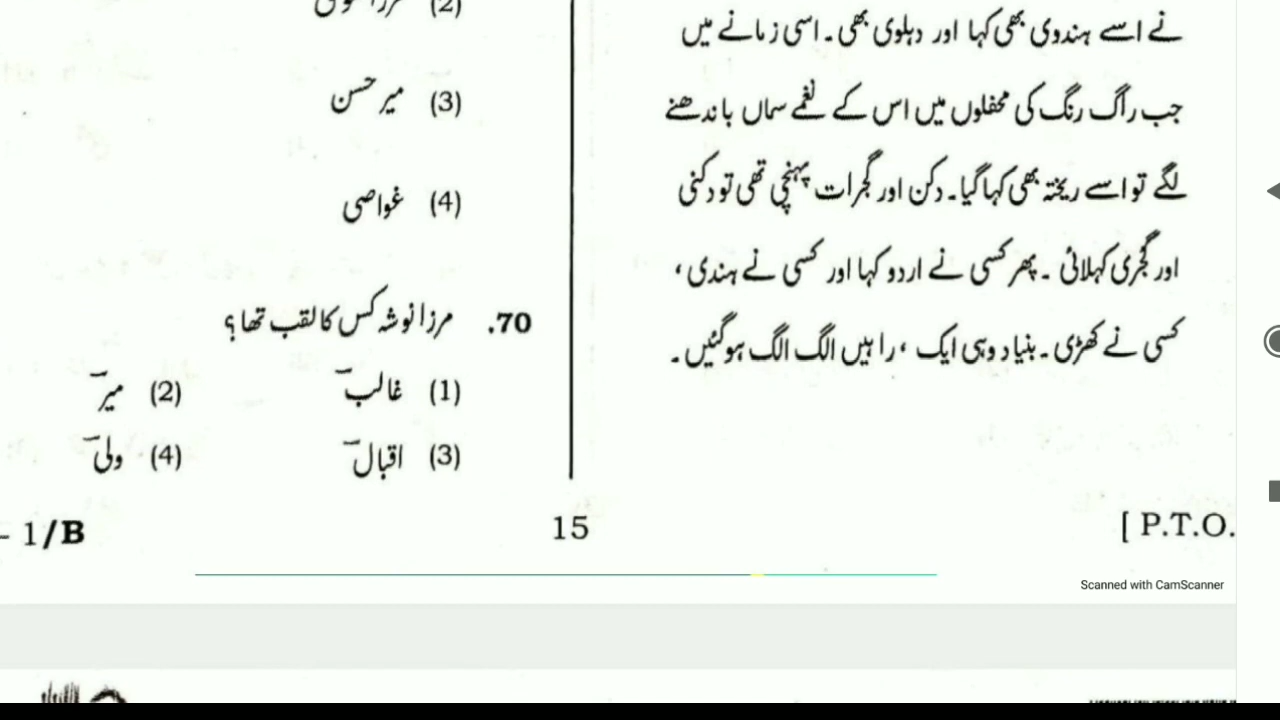 نے اسے ہندوی بھی کہا اور دہلوی بھی۔ اسی زمانے میں
جب راگ رنگ کی محفلوں میں اس کے نغمے سماں باندھنے
لگے تو اسے ریختہ بھی کہا گیا۔ دکن اور گجرات پہنچی تھی تو دکنی
اور گجری کہلائی ۔ پھر کسی نے اردو کہا اور کسی نے ہندی ،
کسی نے کھڑی ۔ بنیاد وہی ایک ، راہیں الگ الگ ہوگئیں ۔
(2)
(3) میر حسن
(4) غواصی
70. مرزا نوشہ کس کا لقب تھا ؟
(1) غالبؔ (2) میرؔ
(3) اقبالؔ (4) ولیؔ
- 1/B 15 [ P.T.O.
Scanned with CamScanner